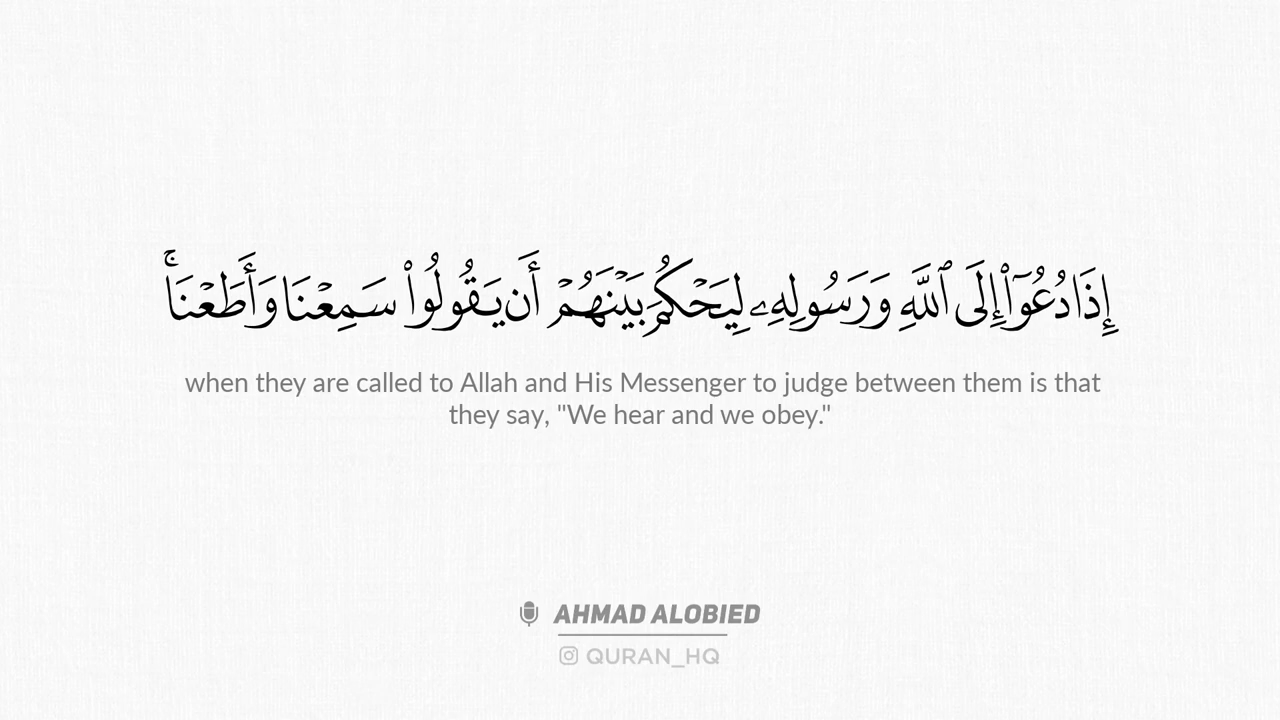 إِذَا دُعُوٓا۟ إِلَى ٱللَّهِ وَرَسُولِهِۦ لِيَحْكُمَ بَيْنَهُمْ أَن يَقُولُوا۟ سَمِعْنَا وَأَطَعْنَا ۚ
when they are called to Allah and His Messenger to judge between them is that
they say, "We hear and we obey."
AHMAD ALOBIED
QURAN_HQ